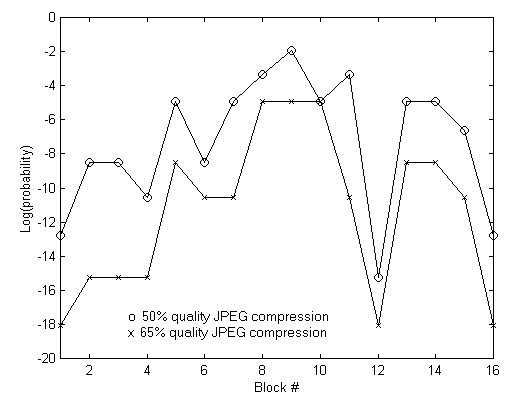 0
-2
-4
-6
-8
-10
-12
-14
-16
-18
-20
Log(probability)
o 50% quality JPEG compression
x 65% quality JPEG compression
2 4 6 8 10 12 14 16
Block #